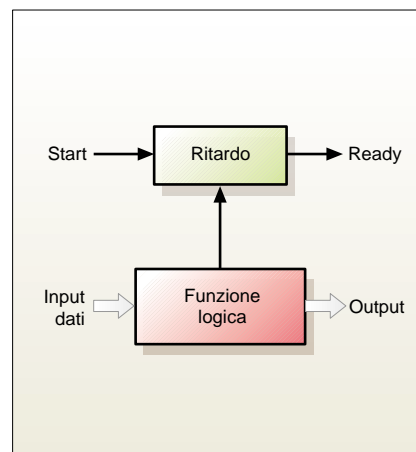 Start
Ritardo
Ready
Input
dati
Funzione
logica
Output